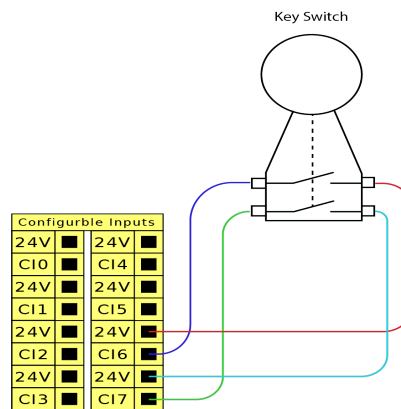 Key Switch
Configurble Inputs
24V 24V
CI0 CI4
24V 24V
CI1 CI5
24V 24V
CI2 CI6
24V 24V
CI3 CI7